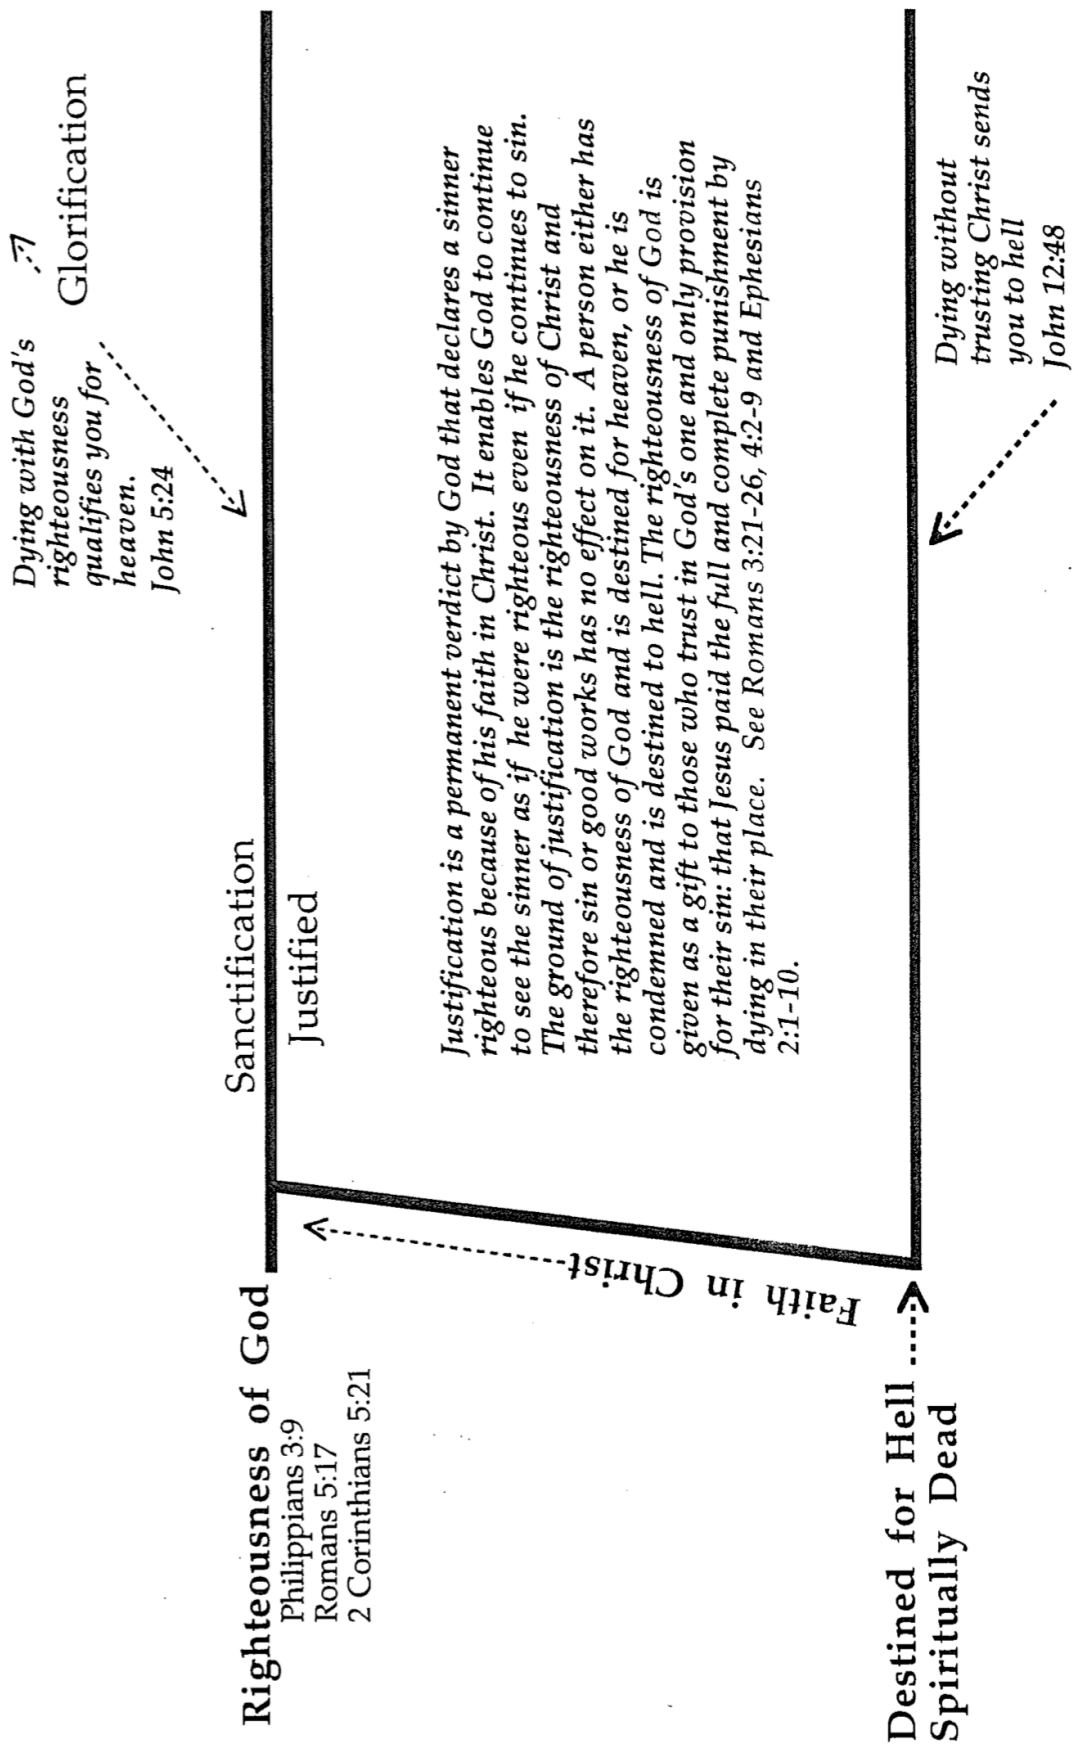 Dying with God's
righteousness
qualifies you for
heaven.
John 5:24
Glorification
Sanctification
Justified
Righteousness of God
Philippians 3:9
Romans 5:17
2 Corinthians 5:21
Justification is a permanent verdict by God that declares a sinner
righteous because of his faith in Christ. It enables God to continue
to see the sinner as if he were righteous even if he continues to sin.
The ground of justification is the righteousness of Christ and
therefore sin or good works has no effect on it. A person either has
the righteousness of God and is destined for heaven, or he is
condemned and is destined to hell. The righteousness of God is
given as a gift to those who trust in God's one and only provision
for their sin: that Jesus paid the full and complete punishment by
dying in their place. See Romans 3:21-26, 4:2-9 and Ephesians
2:1-10.
Faith in Christ
Destined for Hell
Spiritually Dead
Dying without
trusting Christ sends
you to hell
John 12:48